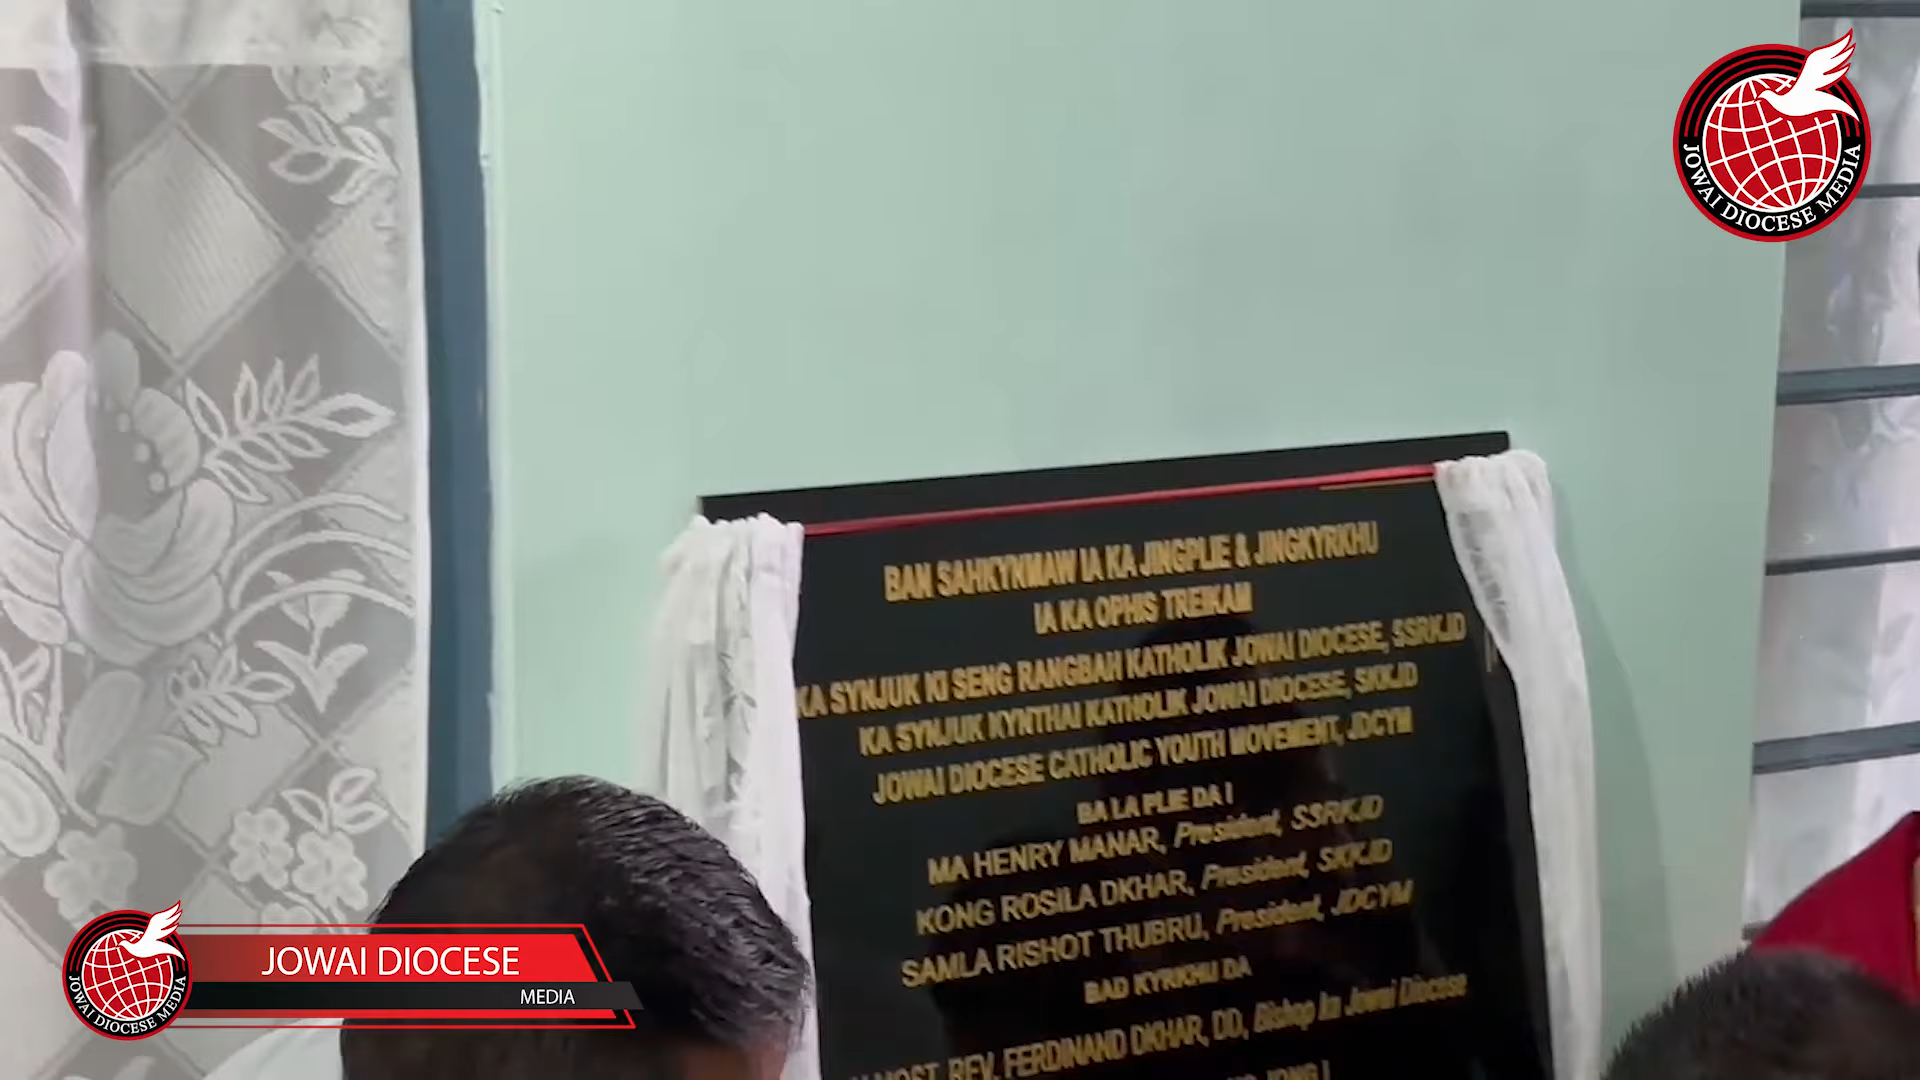 JOWAI DIOCESE MEDIA
BAN SAHKYNMAW IA KA JINGPLIE & JINGKYRKHU
IA KA OPHIS TREIKAM
KA SYNJUK KI SENG RANGBAH KATHOLIK JOWAI DIOCESE, SSRKJD
KA SYNJUK KYNTHAI KATHOLIK JOWAI DIOCESE, SKKJD
JOWAI DIOCESE CATHOLIC YOUTH MOVEMENT, JDCYM
BA LA PLIE DA I
MA HENRY MANAR, President, SSRKJD
KONG ROSILA DKHAR, President, SKKJD
SAMLA RISHOT THUBRU, President, JDCYM
BAD KYRKHU DA
MOST. REV. FERDINAND DKHAR, DD, Bishop ka Jowai Diocese
JOWAI DIOCESE
MEDIA
JOWAI DIOCESE MEDIA